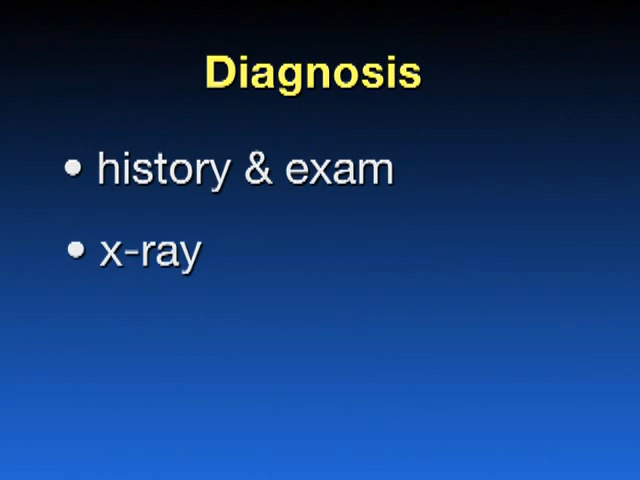 Diagnosis
• history & exam
• x-ray